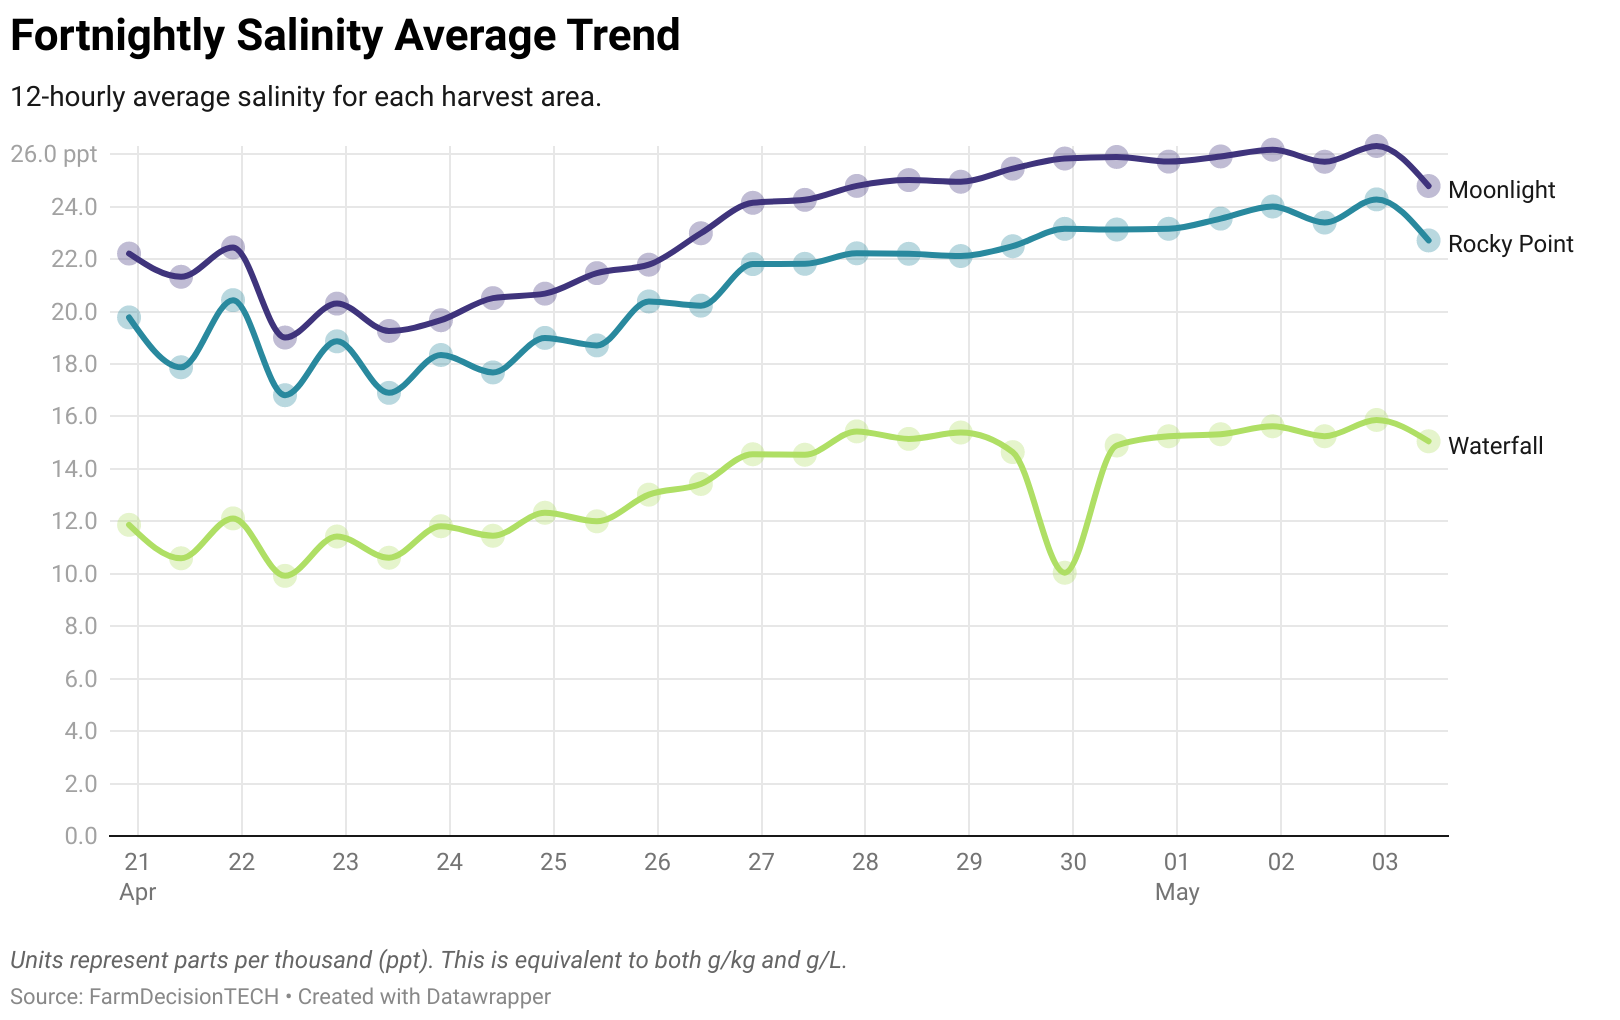 Fortnightly Salinity Average Trend
12-hourly average salinity for each harvest area.
26.0 ppt
24.0
22.0
20.0
18.0
16.0
14.0
12.0
10.0
8.0
6.0
4.0
2.0
0.0
Moonlight
Rocky Point
Waterfall
21 22 23 24 25 26 27 28 29 30 01 02 03
Apr May
Units represent parts per thousand (ppt). This is equivalent to both g/kg and g/L.
Source: FarmDecisionTECH • Created with Datawrapper